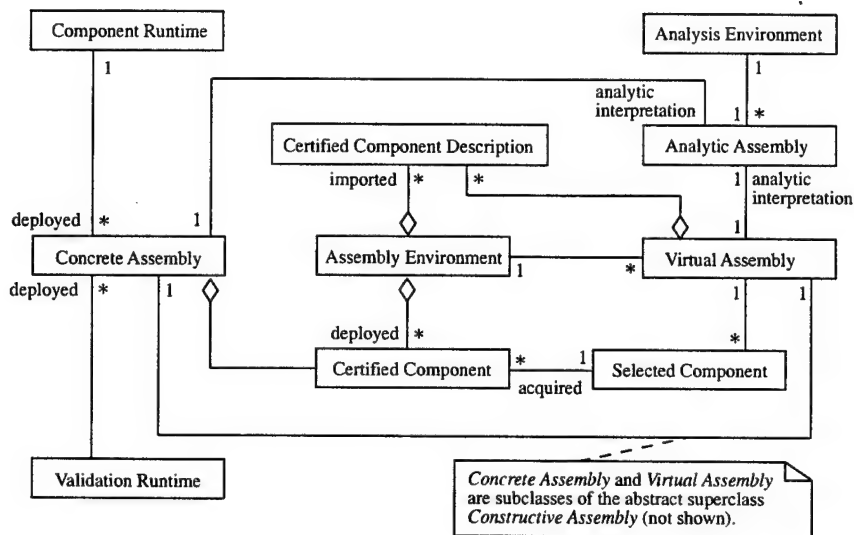 Component Runtime
Analysis Environment
1
1
analytic
interpretation
1 *
Certified Component Description
Analytic Assembly
imported
*
*
1
analytic
interpretation
deployed
*
1
1
Concrete Assembly
Assembly Environment
Virtual Assembly
deployed
*
1
1
*
1
1
deployed
*
*
Certified Component
*
1
Selected Component
acquired
Validation Runtime
Concrete Assembly and Virtual Assembly
are subclasses of the abstract superclass
Constructive Assembly (not shown).